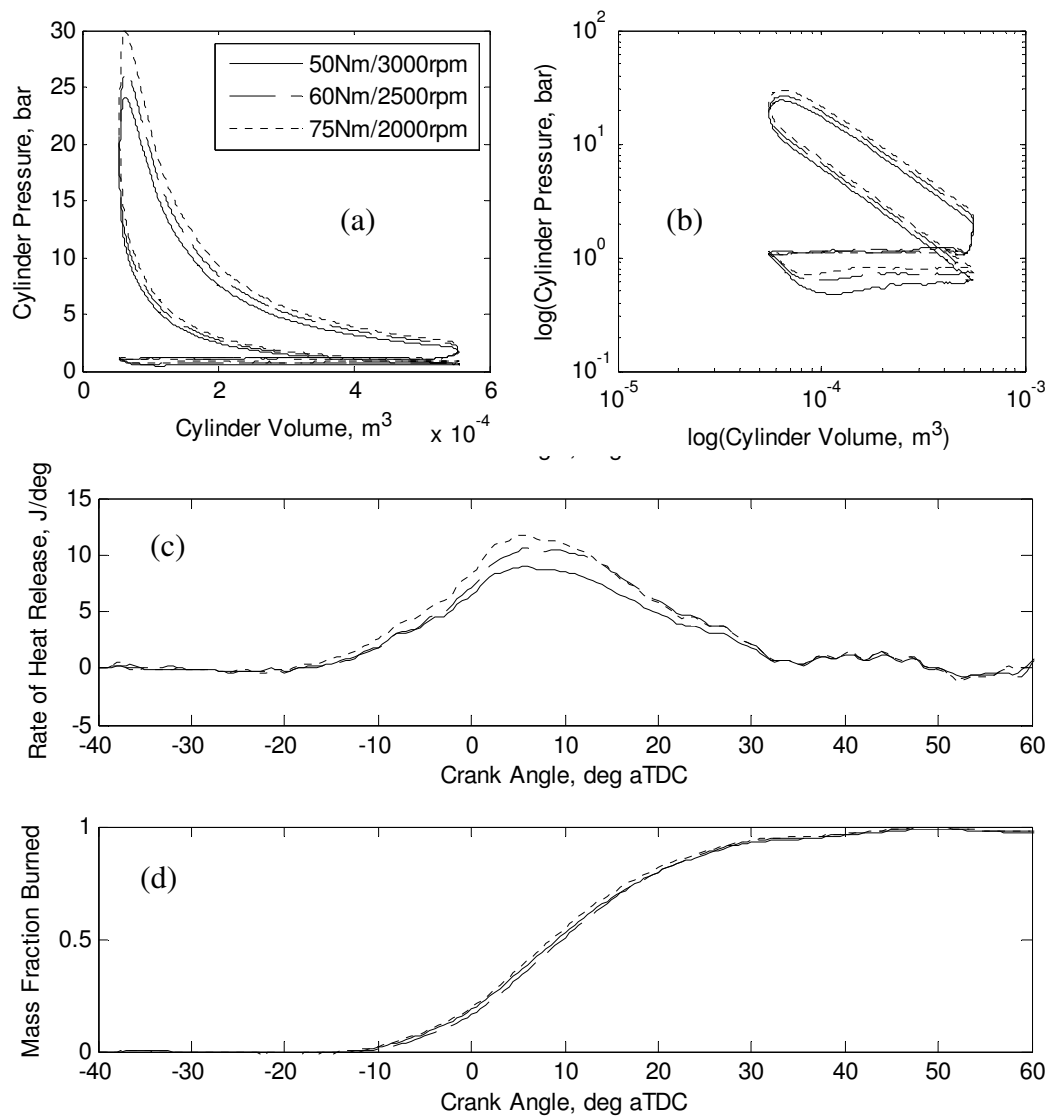 30
25
20
15
10
5
0
Cylinder Pressure, bar
50Nm/3000rpm
60Nm/2500rpm
75Nm/2000rpm
(a)
0 2 4 6
Cylinder Volume, m³
x 10⁻⁴
10²
10¹
10⁰
10⁻¹
log(Cylinder Pressure, bar)
(b)
10⁻⁵ 10⁻⁴ 10⁻³
log(Cylinder Volume, m³)
15
10
5
0
-5
Rate of Heat Release, J/deg
(c)
-40 -30 -20 -10 0 10 20 30 40 50 60
Crank Angle, deg aTDC
1
0.5
0
Mass Fraction Burned
(d)
-40 -30 -20 -10 0 10 20 30 40 50 60
Crank Angle, deg aTDC